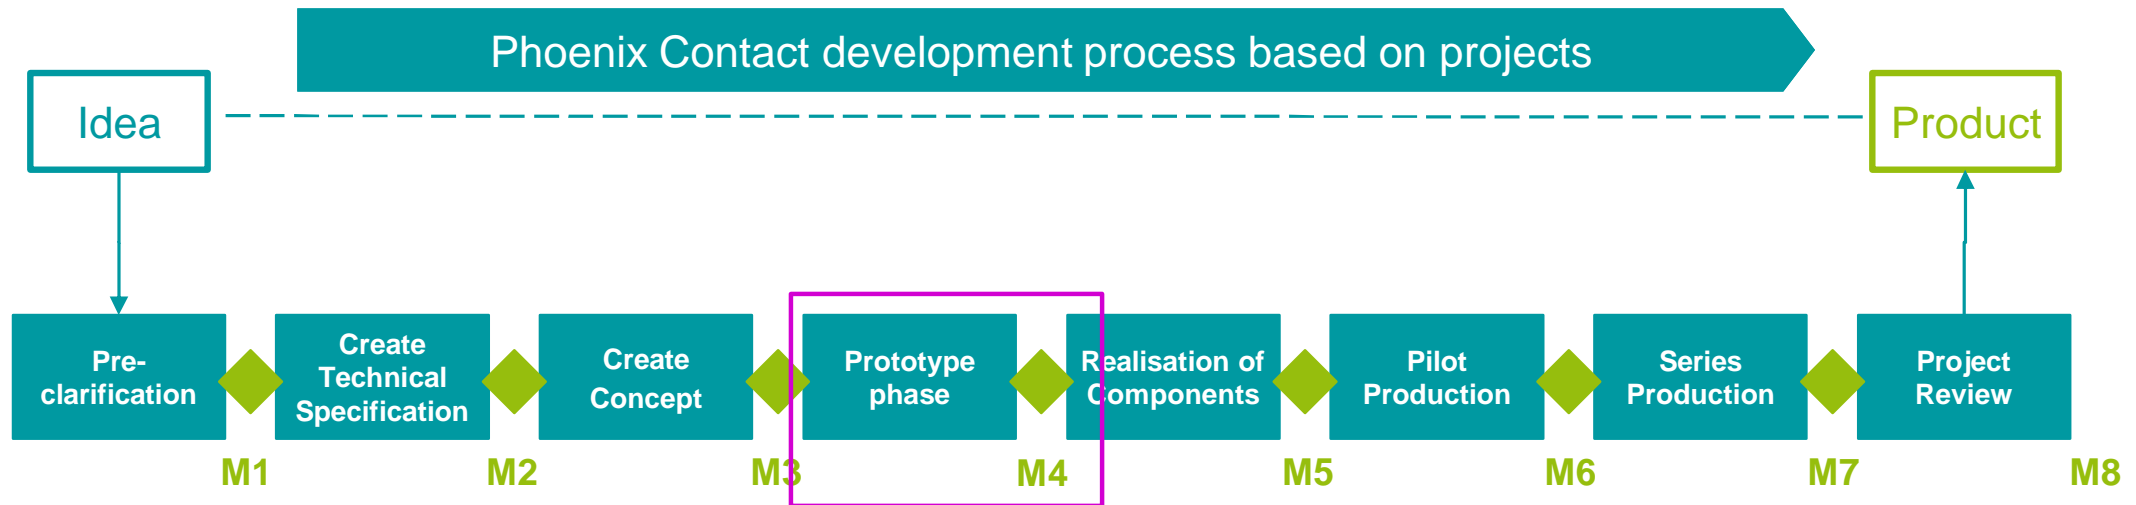 Phoenix Contact development process based on projects
Idea
Product
Pre-
clarification
Create
Technical
Specification
Create
Concept
Prototype
phase
Realisation of
Components
Pilot
Production
Series
Production
Project
Review
M1
M2
M3
M4
M5
M6
M7
M8